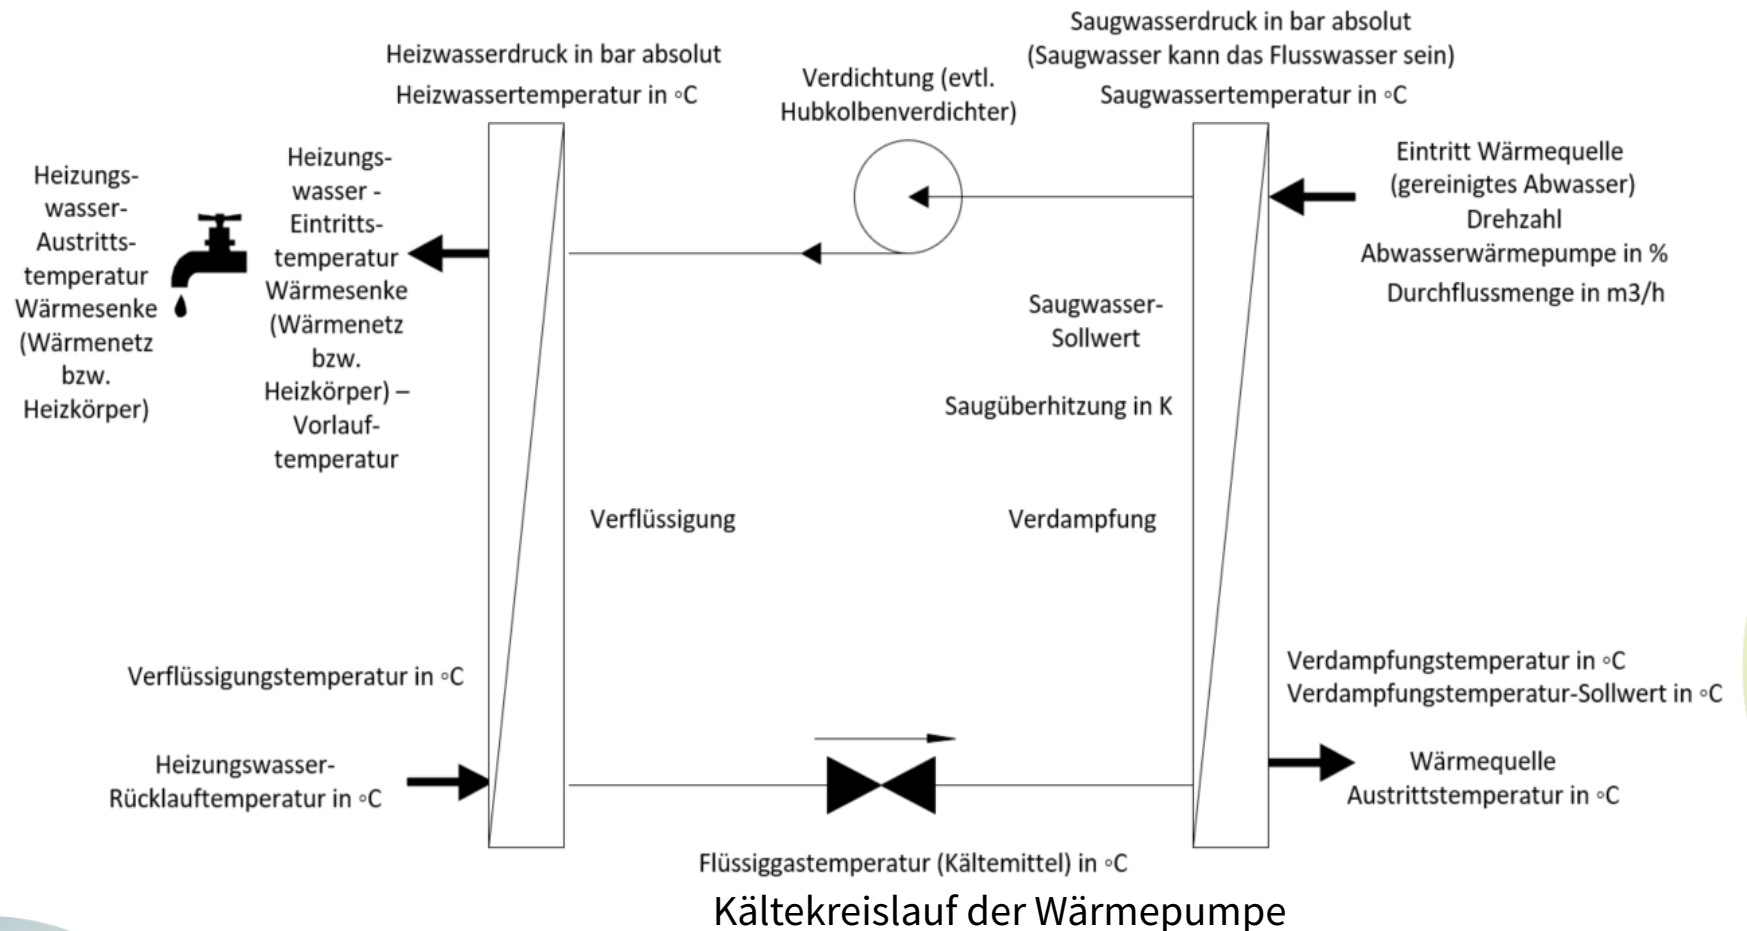 Heizwasserdruck in bar absolut
Heizwassertemperatur in °C
Verdichtung (evtl.
Hubkolbenverdichter)
Saugwasserdruck in bar absolut
(Saugwasser kann das Flusswasser sein)
Saugwassertemperatur in °C
Heizungs-
wasser-
Austritts-
temperatur
Wärmesenke
(Wärmenetz
bzw.
Heizkörper)
Heizungs-
wasser -
Eintritts-
temperatur
Wärmesenke
(Wärmenetz
bzw.
Heizkörper) –
Vorlauf-
temperatur
Eintritt Wärmequelle
(gereinigtes Abwasser)
Drehzahl
Abwasserwärmepumpe in %
Durchflussmenge in m3/h
Saugwasser-
Sollwert
Saugüberhitzung in K
Verflüssigung
Verdampfung
Verflüssigungstemperatur in °C
Verdampfungstemperatur in °C
Verdampfungstemperatur-Sollwert in °C
Heizungswasser-
Rücklauftemperatur in °C
Wärmequelle
Austrittstemperatur in °C
Flüssiggastemperatur (Kältemittel) in °C
Kältekreislauf der Wärmepumpe